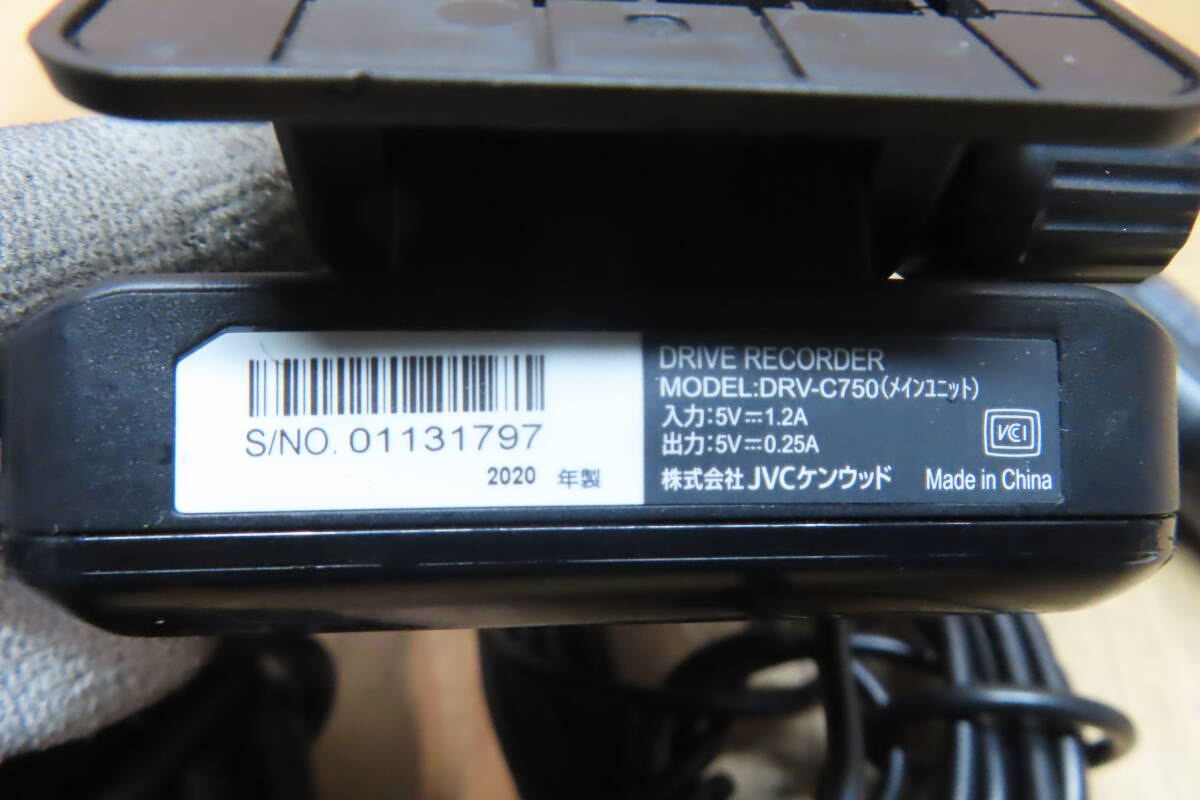 S/NO. 01131797
2020 年製
DRIVE RECORDER
MODEL:DRV-C750(メインユニット)
入力:5V⎓1.2A
出力:5V⎓0.25A
VCCI
株式会社 JVCケンウッド
Made in China